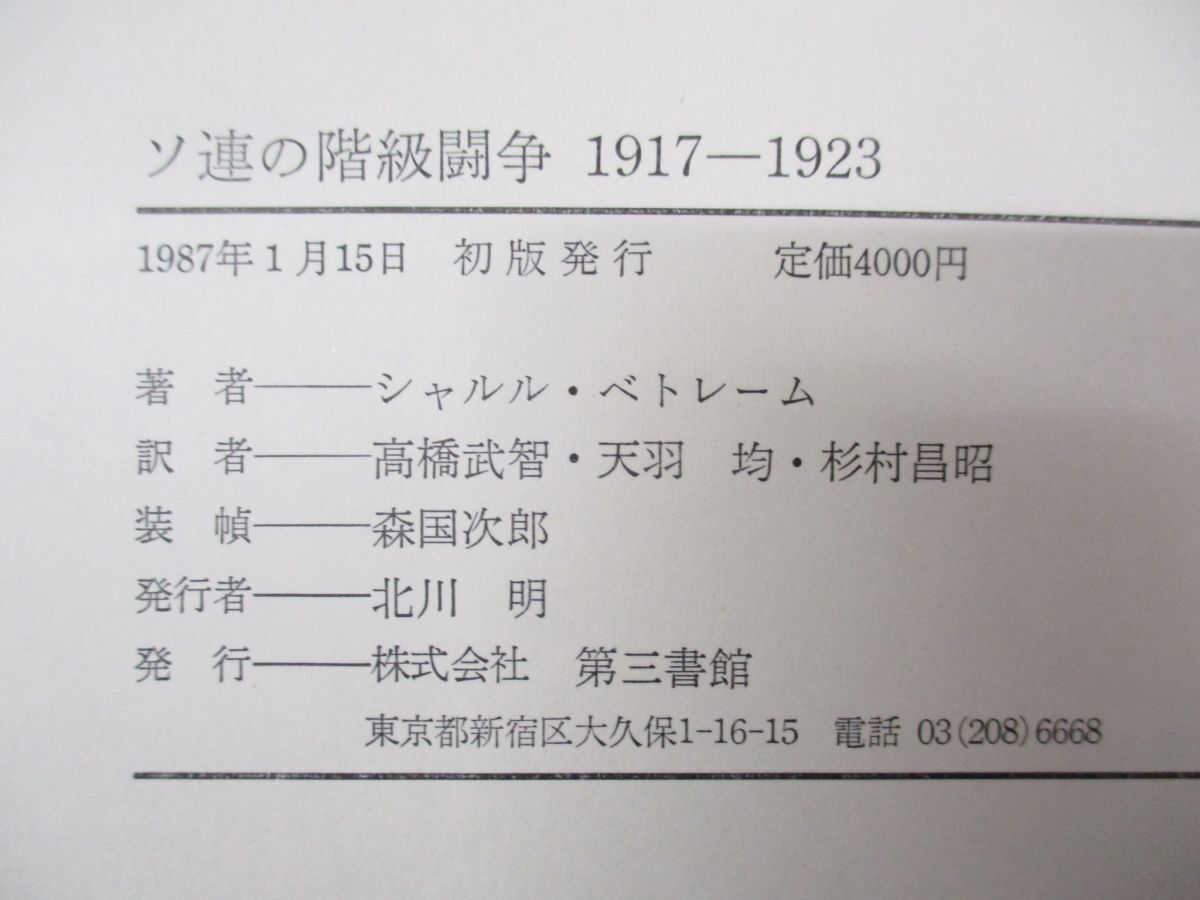 ソ連の階級闘争 1917―1923
1987年1月15日　初版発行　　定価4000円
著　者―――シャルル・ベトレーム
訳　者―――高橋武智・天羽　均・杉村昌昭
装　幀―――森国次郎
発行者―――北川　明
発　行―――株式会社　第三書館
東京都新宿区大久保1-16-15　電話 03(208)6668